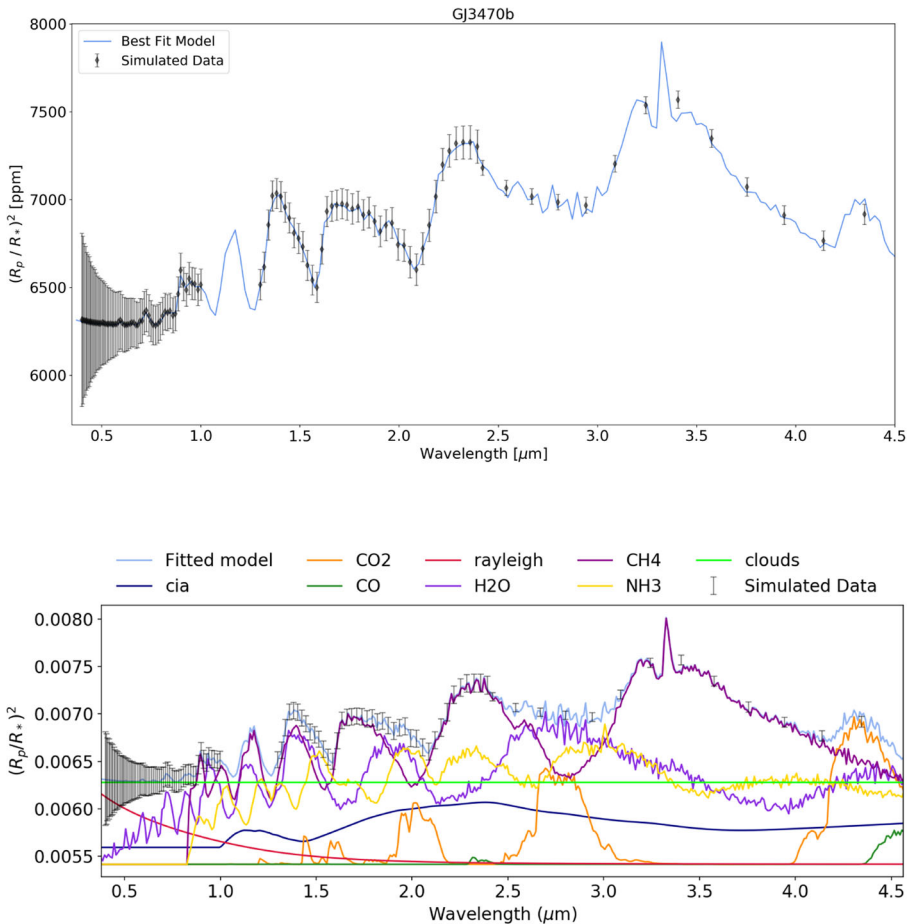 GJ3470b
8000
Best Fit Model
Simulated Data
7500
7000
6500
6000
(R_p / R_*)² [ppm]
0.5 1.0 1.5 2.0 2.5 3.0 3.5 4.0 4.5
Wavelength [μm]
Fitted model CO2 rayleigh CH4 clouds
cia CO H2O NH3 Simulated Data
0.0080
0.0075
0.0070
0.0065
0.0060
0.0055
(R_p/R_*)²
0.5 1.0 1.5 2.0 2.5 3.0 3.5 4.0 4.5
Wavelength (μm)